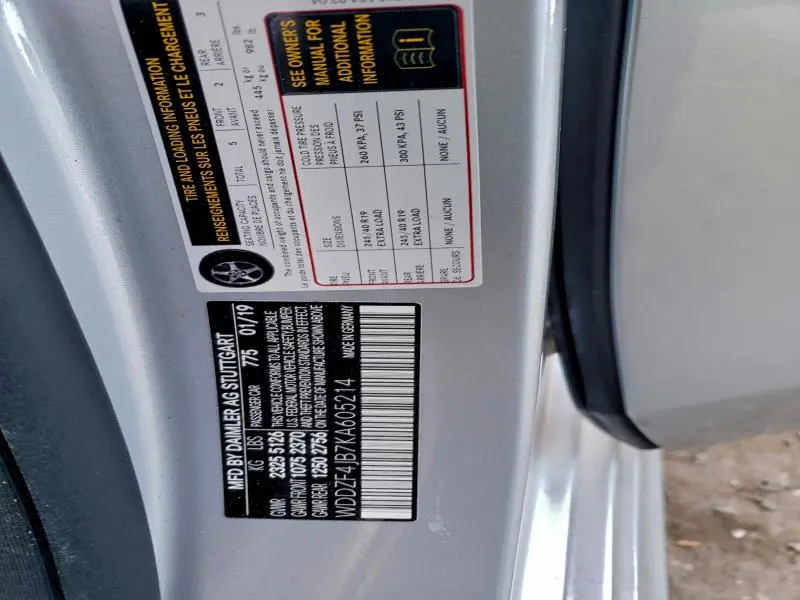 TIRE AND LOADING INFORMATION
RENSEIGNEMENTS SUR LES PNEUS ET LE CHARGEMENT
SEATING CAPACITY
NOMBRE DE PLACES
TOTAL 5
FRONT
AVANT
2
REAR
ARRIÈRE
3
The combined weight of occupants and cargo should never exceed
Le poids total des occupants et du chargement ne doit jamais dépasser
445 kg or
kg ou
982 lbs.
lb.
TIRE
PNEU
SIZE
DIMENSIONS
COLD TIRE PRESSURE
PRESSION DES
PNEUS À FROID
FRONT
AVANT
245/40 R19
EXTRA LOAD
260 KPA, 37 PSI
REAR
ARRIÈRE
245/40 R19
EXTRA LOAD
300 KPA, 43 PSI
SPARE
DE SECOURS
NONE / AUCUN
NONE / AUCUN
SEE OWNER'S
MANUAL FOR
ADDITIONAL
INFORMATION
MFD BY DAIMLER AG STUTTGART
KG LBS PASSENGER CAR 775 01/19
GVWR 2325 5126 THIS VEHICLE CONFORMS TO ALL APPLICABLE
GAWR FRONT 1075 2370 U.S. FEDERAL MOTOR VEHICLE SAFETY, BUMPER
AND THEFT PREVENTION STANDARDS IN EFFECT
GAWR REAR 1250 2756 ON THE DATE OF MANUFACTURE SHOWN ABOVE
WDDZF4JB7KA605214 MADE IN GERMANY